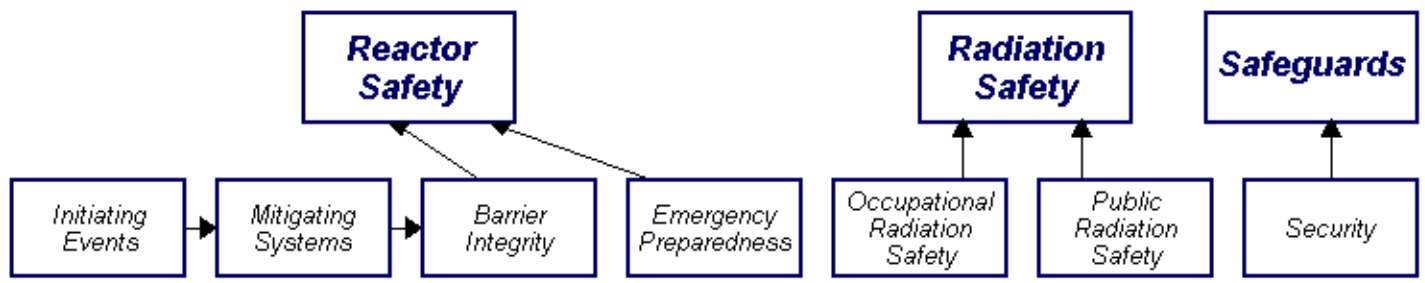 Reactor
Safety
Radiation
Safety
Safeguards
Initiating
Events
Mitigating
Systems
Barrier
Integrity
Emergency
Preparedness
Occupational
Radiation
Safety
Public
Radiation
Safety
Security